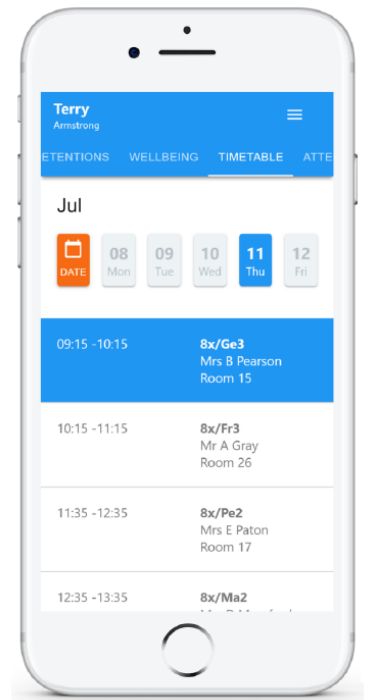 Terry
Armstrong
ETENTIONS WELLBEING TIMETABLE ATTE
Jul
DATE
08 09 10 11 12
Mon Tue Wed Thu Fri
09:15 -10:15 8x/Ge3
Mrs B Pearson
Room 15
10:15 -11:15 8x/Fr3
Mr A Gray
Room 26
11:35 -12:35 8x/Pe2
Mrs E Paton
Room 17
12:35 -13:35 8x/Ma2